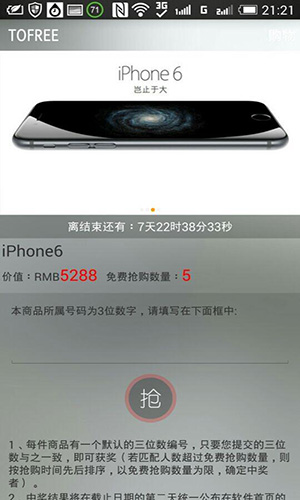 71 3G G 21:21
TOFREE
iPhone 6
岂止于大
离结束还有：7天22时38分33秒
iPhone6
价值：RMB5288 免费抢购数量：5
本商品所属号码为3位数字，请填写在下面框中:
抢
1、每件商品有一个默认的三位数编号，只要您提交的三位
数与之一致，即可获奖（若匹配人数超过免费抢购数量，则
按抢购时间先后排序，以免费抢购数量为限，确定中奖
者）。
2、中奖结果将在截止日期的第二天统一公布在软件首页的